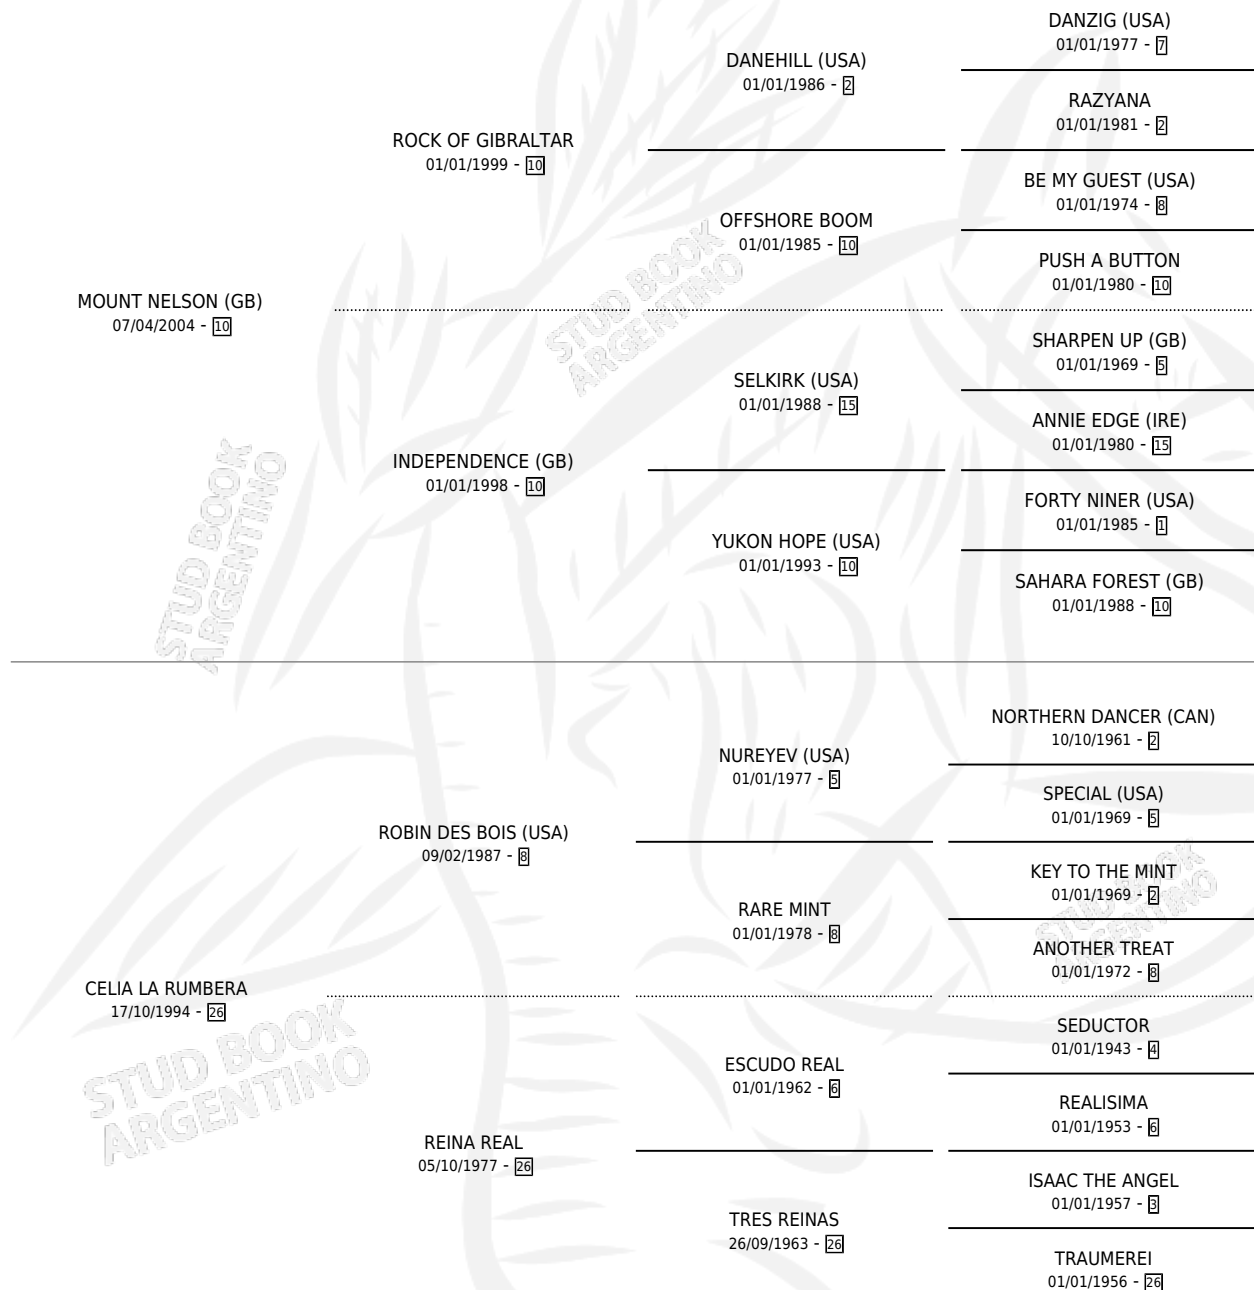 DANZIG (USA)
01/01/1977 - 7
DANEHILL (USA)
01/01/1986 - 2
RAZYANA
01/01/1981 - 2
ROCK OF GIBRALTAR
01/01/1999 - 10
BE MY GUEST (USA)
01/01/1974 - 8
OFFSHORE BOOM
01/01/1985 - 10
PUSH A BUTTON
01/01/1980 - 10
MOUNT NELSON (GB)
07/04/2004 - 10
SHARPEN UP (GB)
01/01/1969 - 5
SELKIRK (USA)
01/01/1988 - 15
ANNIE EDGE (IRE)
01/01/1980 - 15
INDEPENDENCE (GB)
01/01/1998 - 10
FORTY NINER (USA)
01/01/1985 - 1
YUKON HOPE (USA)
01/01/1993 - 10
SAHARA FOREST (GB)
01/01/1988 - 10
NORTHERN DANCER (CAN)
10/10/1961 - 2
NUREYEV (USA)
01/01/1977 - 5
SPECIAL (USA)
01/01/1969 - 5
ROBIN DES BOIS (USA)
09/02/1987 - 8
KEY TO THE MINT
01/01/1969 - 2
RARE MINT
01/01/1978 - 8
ANOTHER TREAT
01/01/1972 - 8
CELIA LA RUMBERA
17/10/1994 - 26
SEDUCTOR
01/01/1943 - 4
ESCUDO REAL
01/01/1962 - 6
REALISIMA
01/01/1953 - 6
REINA REAL
05/10/1977 - 26
ISAAC THE ANGEL
01/01/1957 - 3
TRES REINAS
26/09/1963 - 26
TRAUMEREI
01/01/1956 - 26
STUD BOOK
ARGENTINO
STUD BOOK
ARGENTINO
STUD BOOK
ARGENTINO
STUD BOOK
ARGENTINO